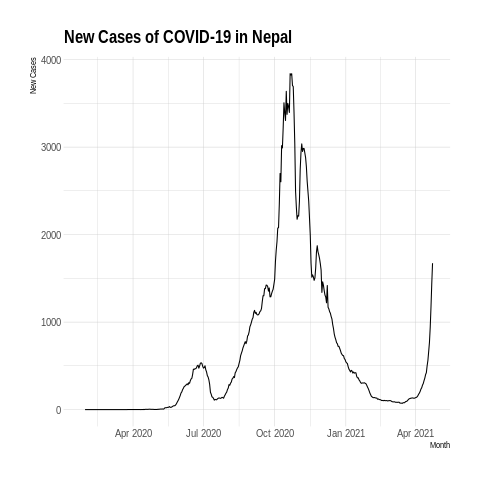 New Cases of COVID-19 in Nepal
New Cases
4000
3000
2000
1000
0
Apr 2020
Jul 2020
Oct 2020
Jan 2021
Apr 2021
Month